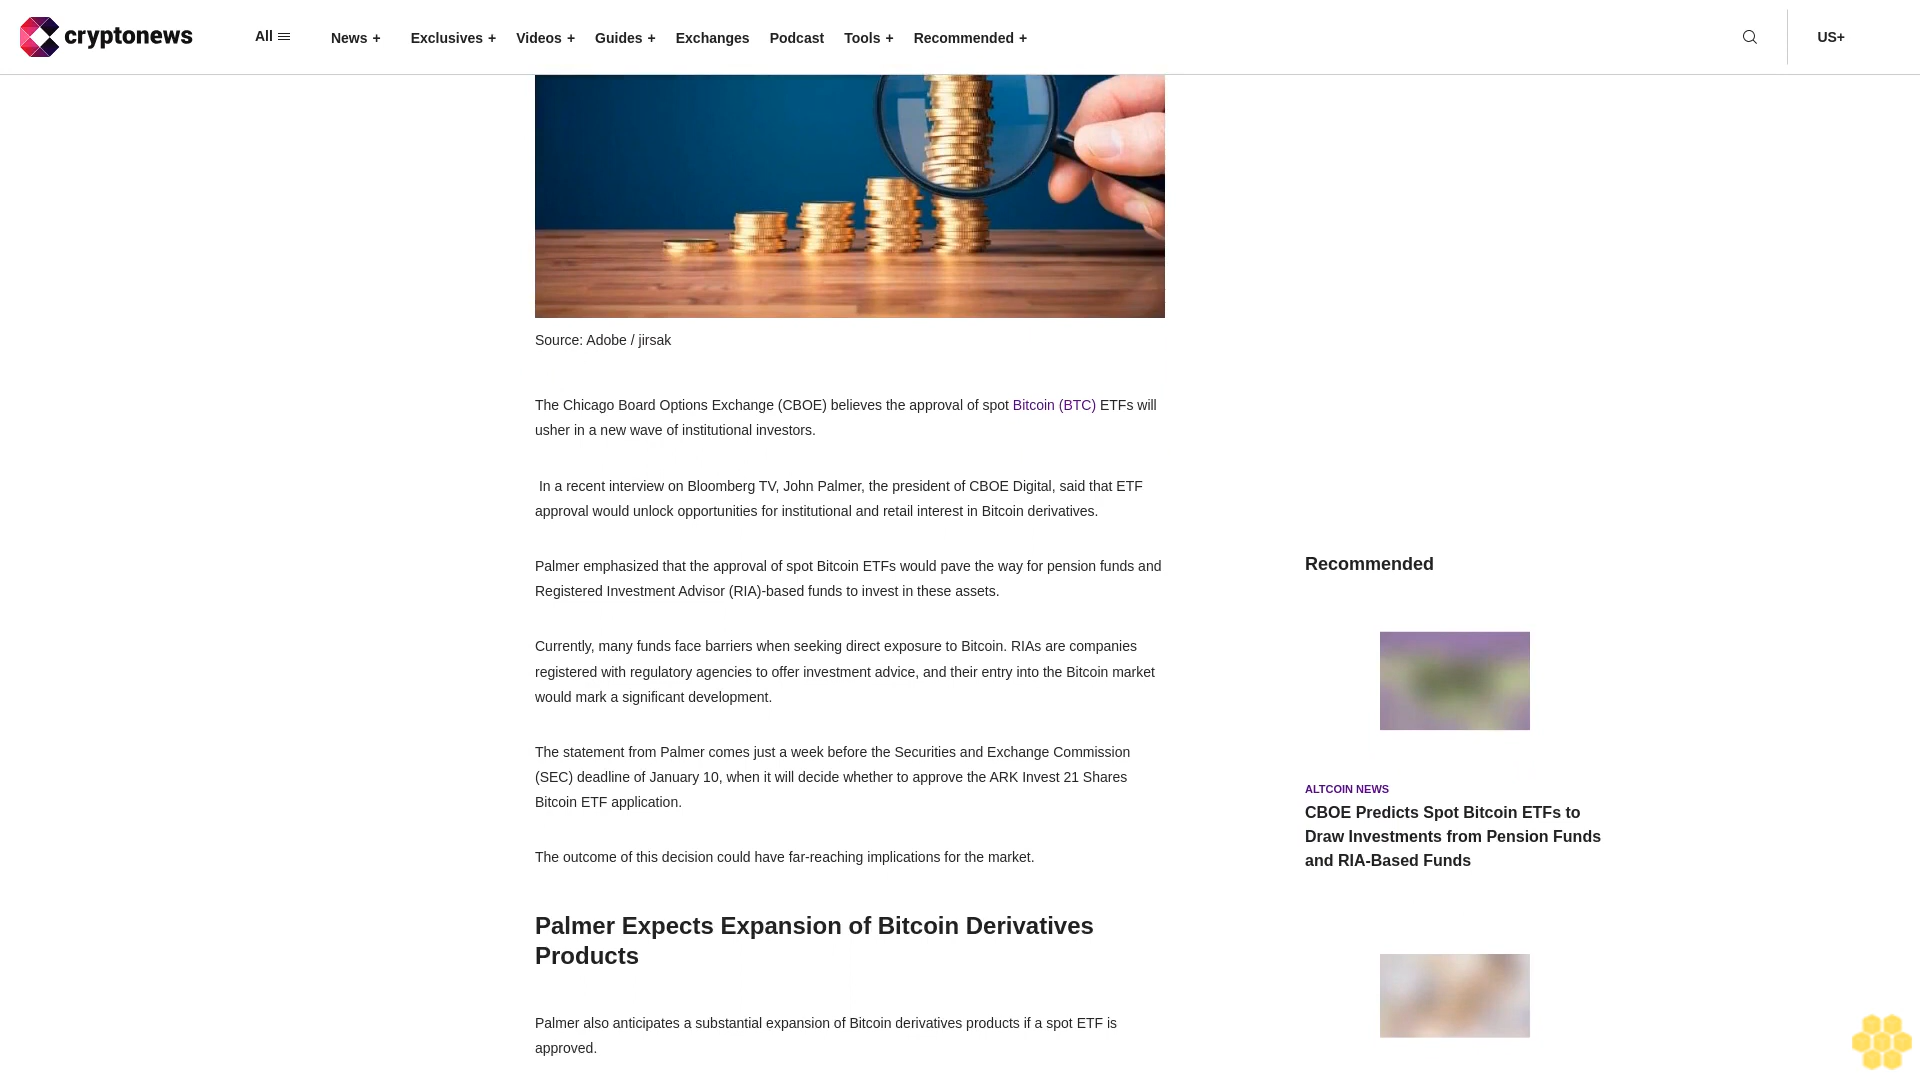 cryptonews
All
News +
Exclusives +
Videos +
Guides +
Exchanges
Podcast
Tools +
Recommended +
US+
Source: Adobe / jirsak
The Chicago Board Options Exchange (CBOE) believes the approval of spot Bitcoin (BTC) ETFs will
usher in a new wave of institutional investors.
In a recent interview on Bloomberg TV, John Palmer, the president of CBOE Digital, said that ETF
approval would unlock opportunities for institutional and retail interest in Bitcoin derivatives.
Palmer emphasized that the approval of spot Bitcoin ETFs would pave the way for pension funds and
Registered Investment Advisor (RIA)-based funds to invest in these assets.
Currently, many funds face barriers when seeking direct exposure to Bitcoin. RIAs are companies
registered with regulatory agencies to offer investment advice, and their entry into the Bitcoin market
would mark a significant development.
The statement from Palmer comes just a week before the Securities and Exchange Commission
(SEC) deadline of January 10, when it will decide whether to approve the ARK Invest 21 Shares
Bitcoin ETF application.
The outcome of this decision could have far-reaching implications for the market.
Palmer Expects Expansion of Bitcoin Derivatives
Products
Palmer also anticipates a substantial expansion of Bitcoin derivatives products if a spot ETF is
approved.
Recommended
ALTCOIN NEWS
CBOE Predicts Spot Bitcoin ETFs to
Draw Investments from Pension Funds
and RIA-Based Funds